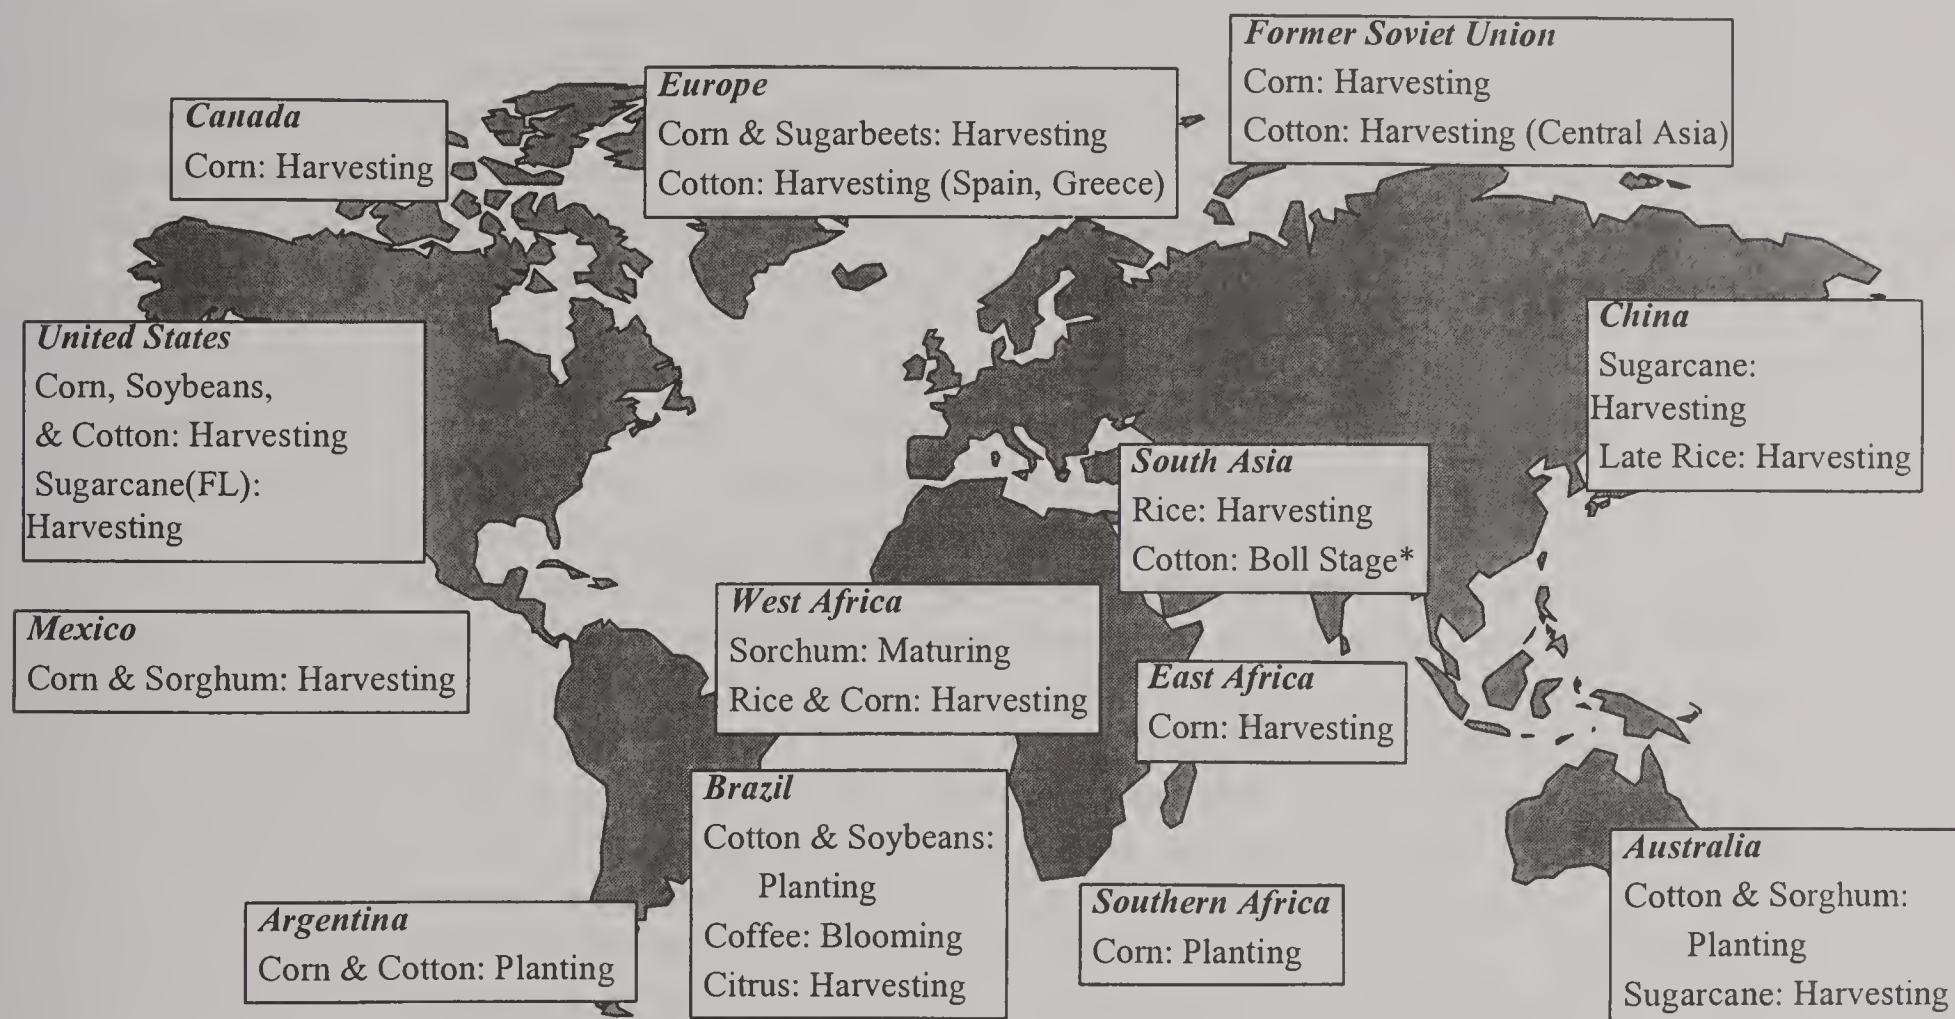 Former Soviet Union
Corn: Harvesting
Cotton: Harvesting (Central Asia)
Europe
Corn & Sugarbeets: Harvesting
Cotton: Harvesting (Spain, Greece)
Canada
Corn: Harvesting
United States
Corn, Soybeans,
& Cotton: Harvesting
Sugarcane(FL):
Harvesting
China
Sugarcane:
Harvesting
Late Rice: Harvesting
South Asia
Rice: Harvesting
Cotton: Boll Stage*
Mexico
Corn & Sorghum: Harvesting
West Africa
Sorchum: Maturing
Rice & Corn: Harvesting
East Africa
Corn: Harvesting
Brazil
Cotton & Soybeans:
Planting
Coffee: Blooming
Citrus: Harvesting
Argentina
Corn & Cotton: Planting
Southern Africa
Corn: Planting
Australia
Cotton & Sorghum:
Planting
Sugarcane: Harvesting